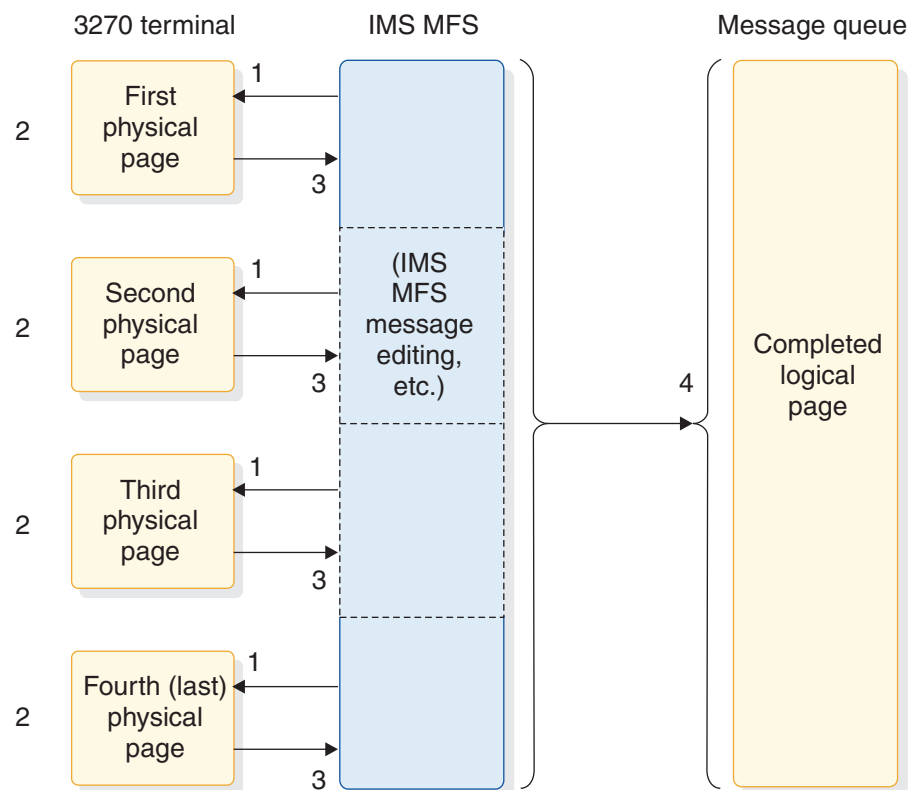 3270 terminal
IMS MFS
Message queue
1
First
physical
page
2
3
1
Second
physical
page
2
3
(IMS
MFS
message
editing,
etc.)
1
Third
physical
page
2
3
1
Fourth (last)
physical
page
2
3
4
Completed
logical
page